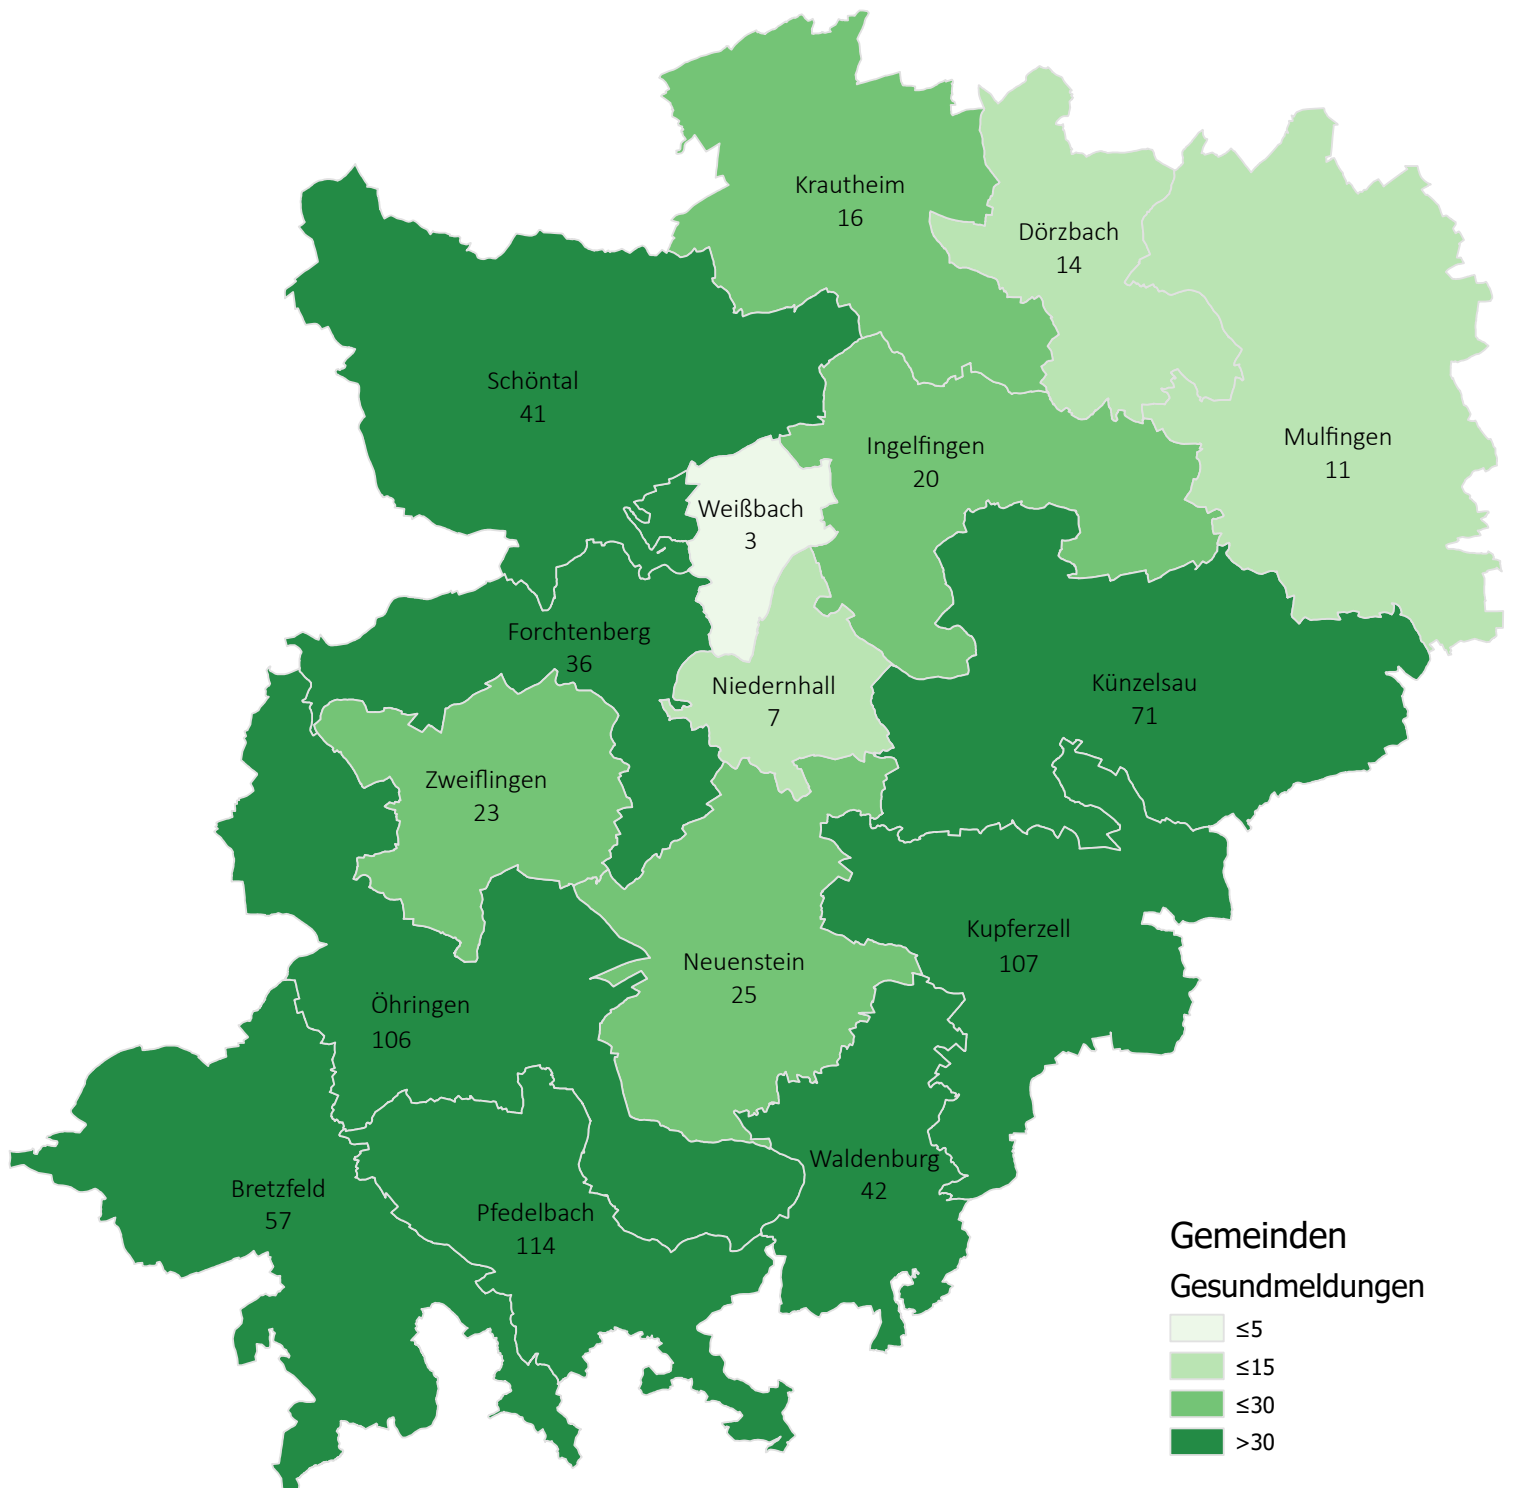 Krautheim
16
Dörzbach
14
Schöntal
41
Mulfingen
11
Ingelfingen
20
Weißbach
3
Forchtenberg
36
Niedernhall
7
Künzelsau
71
Zweiflingen
23
Kupferzell
107
Neuenstein
25
Öhringen
106
Waldenburg
42
Bretzfeld
57
Pfedelbach
114
Gemeinden
Gesundmeldungen
≤5
≤15
≤30
>30